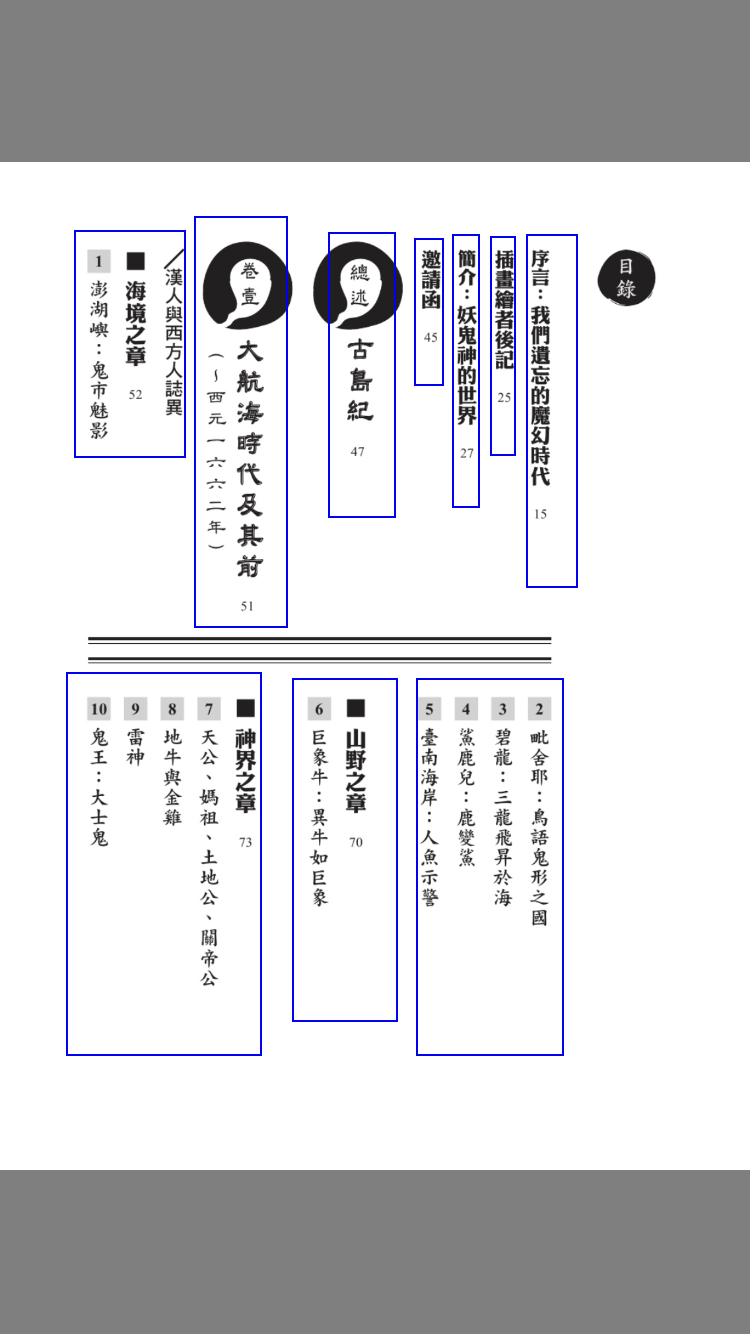 目錄
序言：我們遺忘的魔幻時代 15
插畫繪者後記 25
簡介：妖鬼神的世界 27
邀請函 45
總述
古島紀 47
卷壹
大航海時代及其前 51
（～西元一六六二年）
／漢人與西方人誌異
■ 海境之章 52
1 澎湖嶼：鬼市魅影
2 毗舍耶：鳥語鬼形之國
3 碧龍：三龍飛昇於海
4 鯊鹿兒：鹿變鯊
5 臺南海岸：人魚示警
■ 山野之章 70
6 巨象牛：異牛如巨象
■ 神界之章 73
7 天公、媽祖、土地公、關帝公
8 地牛與金雞
9 雷神
10 鬼王：大士鬼